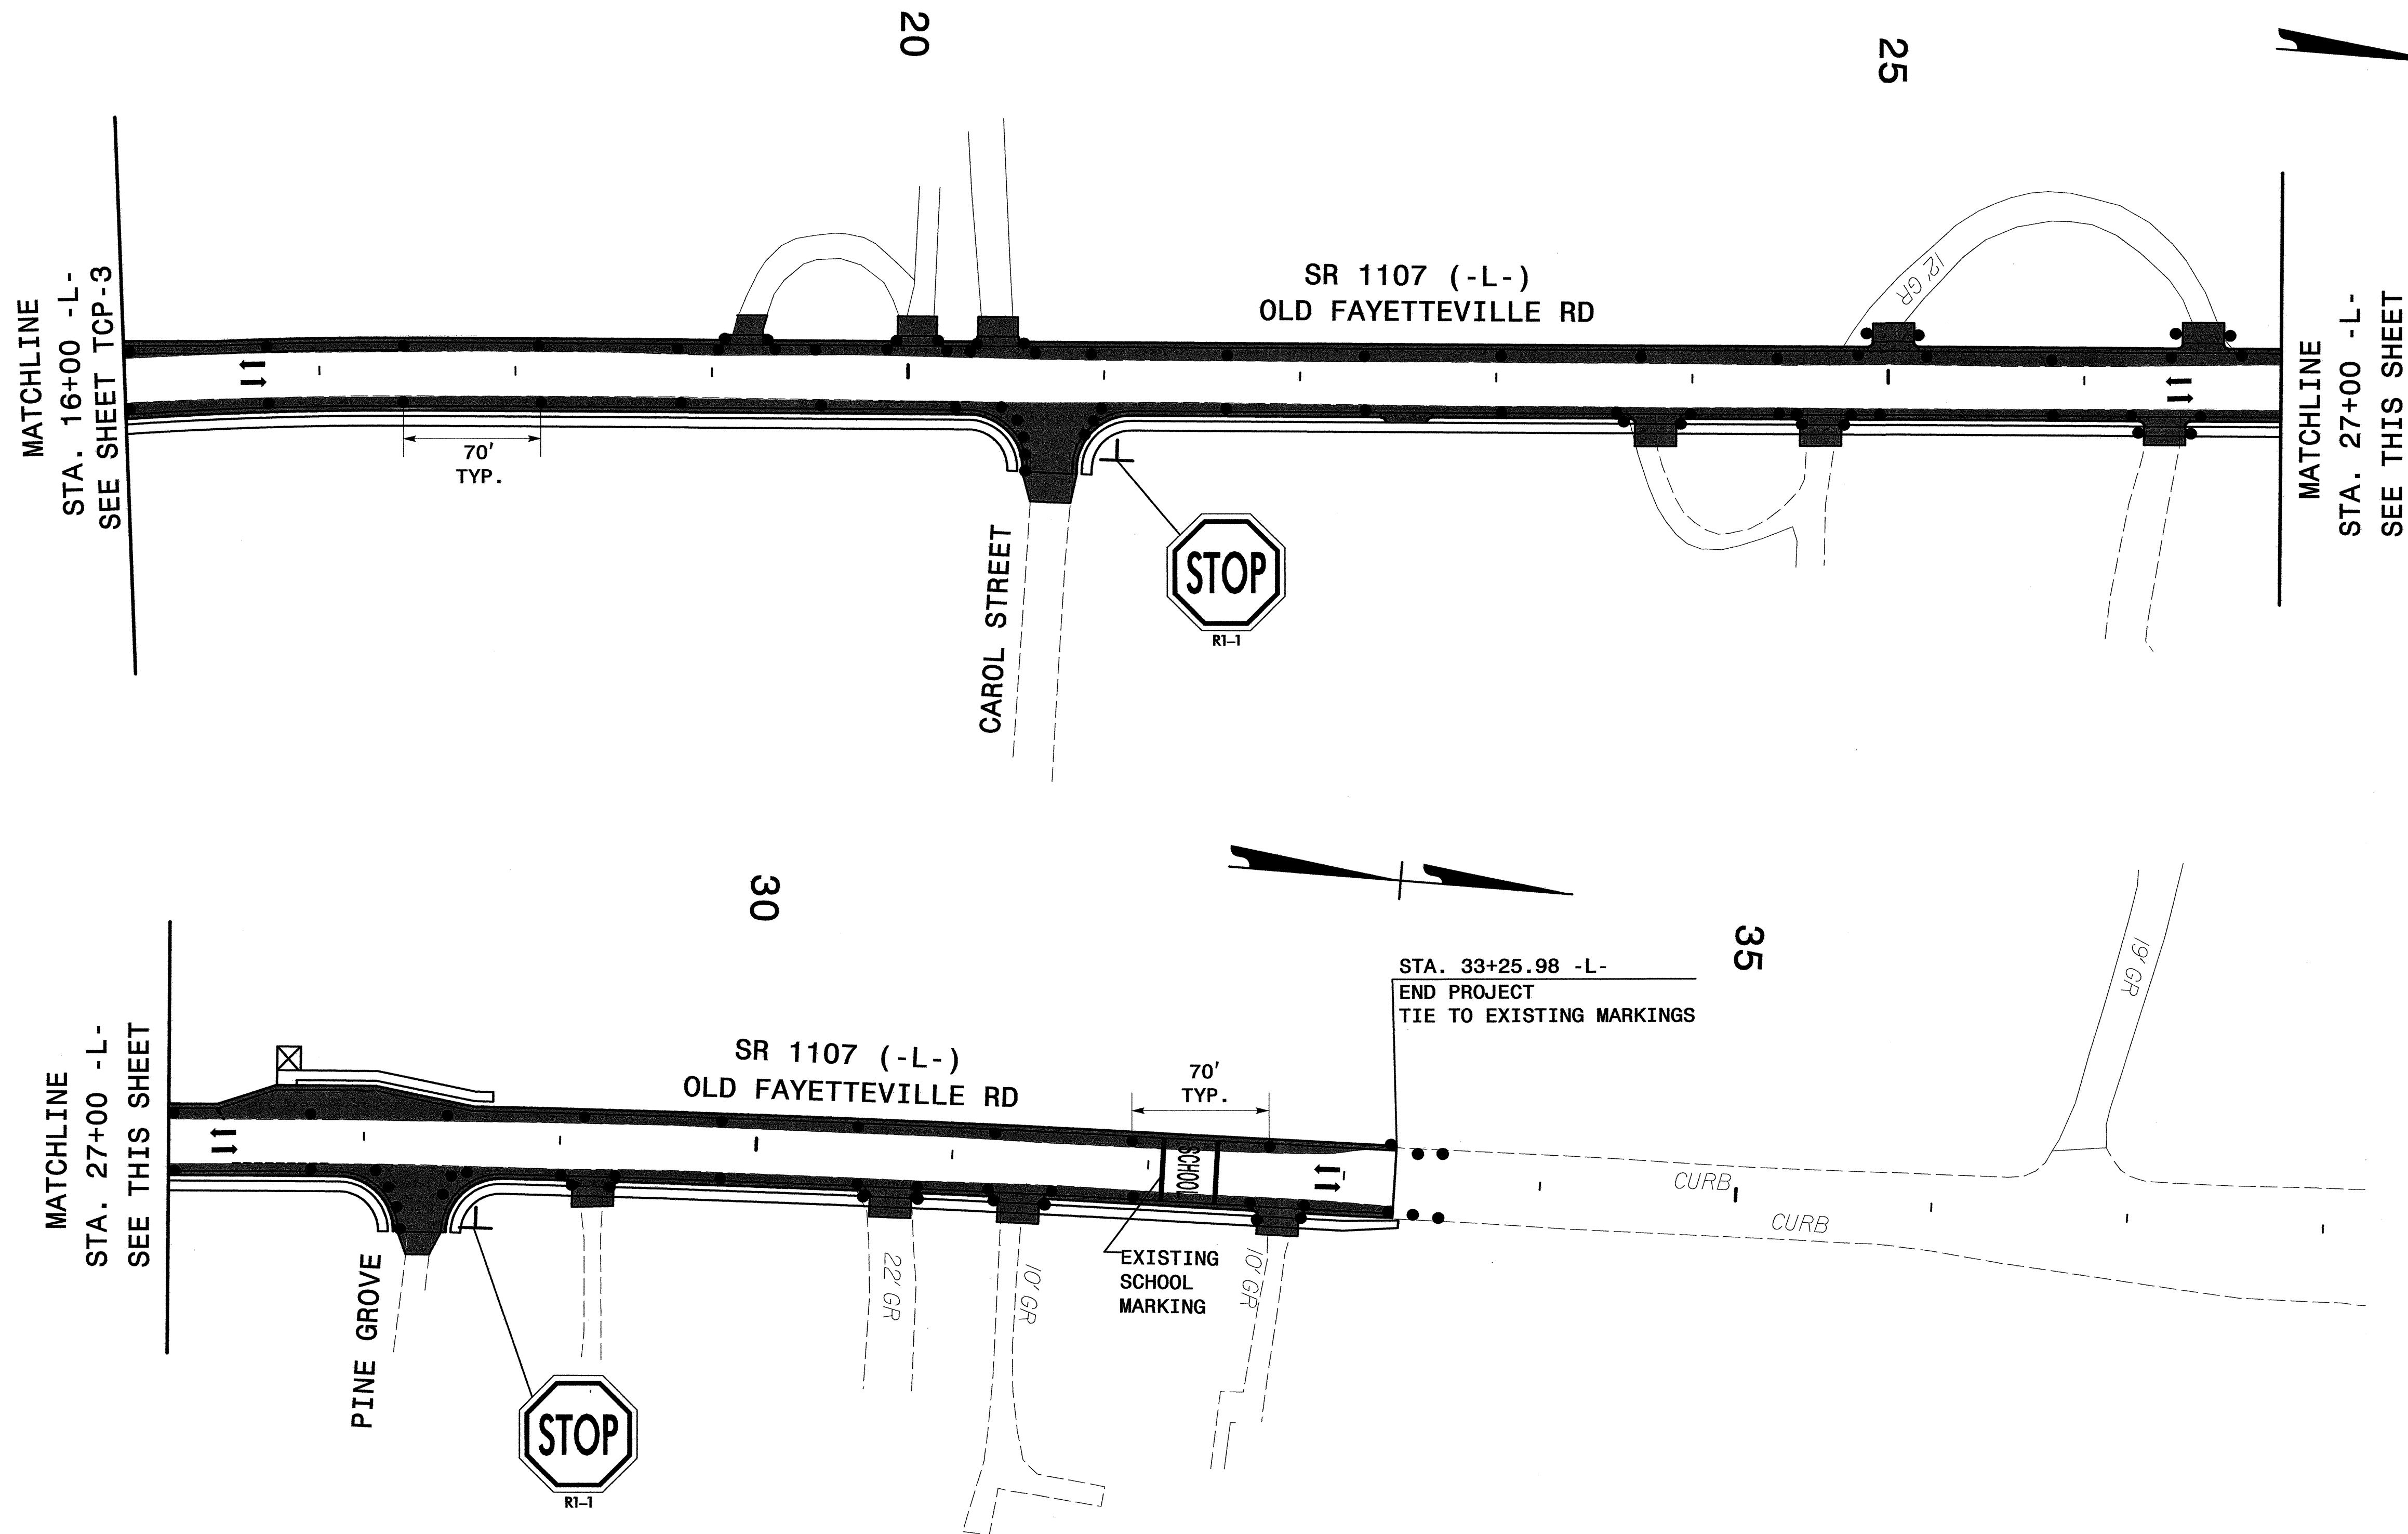 20
25
MATCHLINE
STA. 16+00 -L-
SEE SHEET TCP-3
SR 1107 (-L-)
OLD FAYETTEVILLE RD
12' GR
MATCHLINE
STA. 27+00 -L-
SEE THIS SHEET
70'
TYP.
CAROL STREET
STOP
R1-1
30
35
MATCHLINE
STA. 27+00 -L-
SEE THIS SHEET
SR 1107 (-L-)
OLD FAYETTEVILLE RD
70'
TYP.
STA. 33+25.98 -L-
END PROJECT
TIE TO EXISTING MARKINGS
19' GR
SCHOOL
CURB
CURB
PINE GROVE
22' GR
10' GR
EXISTING
SCHOOL
MARKING
10' GR
STOP
R1-1